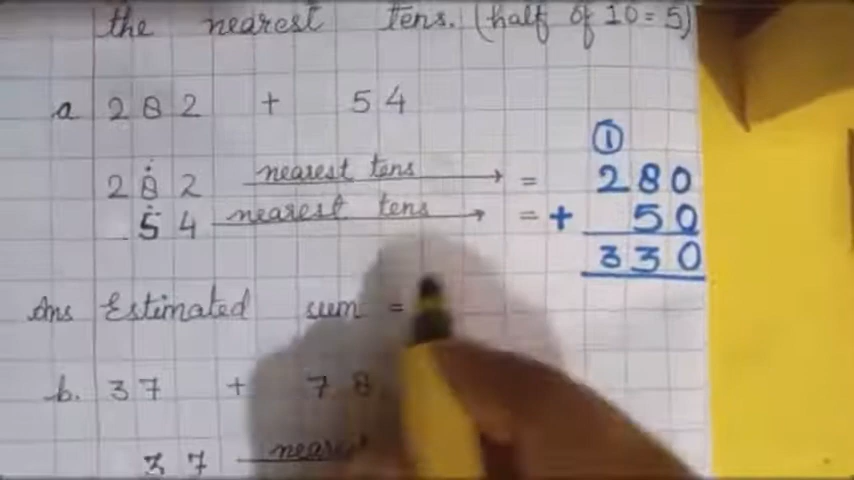 the nearest tens. (half of 10 = 5)
a 282 + 54
①
282 nearest tens → = 280
54 nearest tens → = + 50
330
Ans Estimated sum =
b. 37 + 78
37